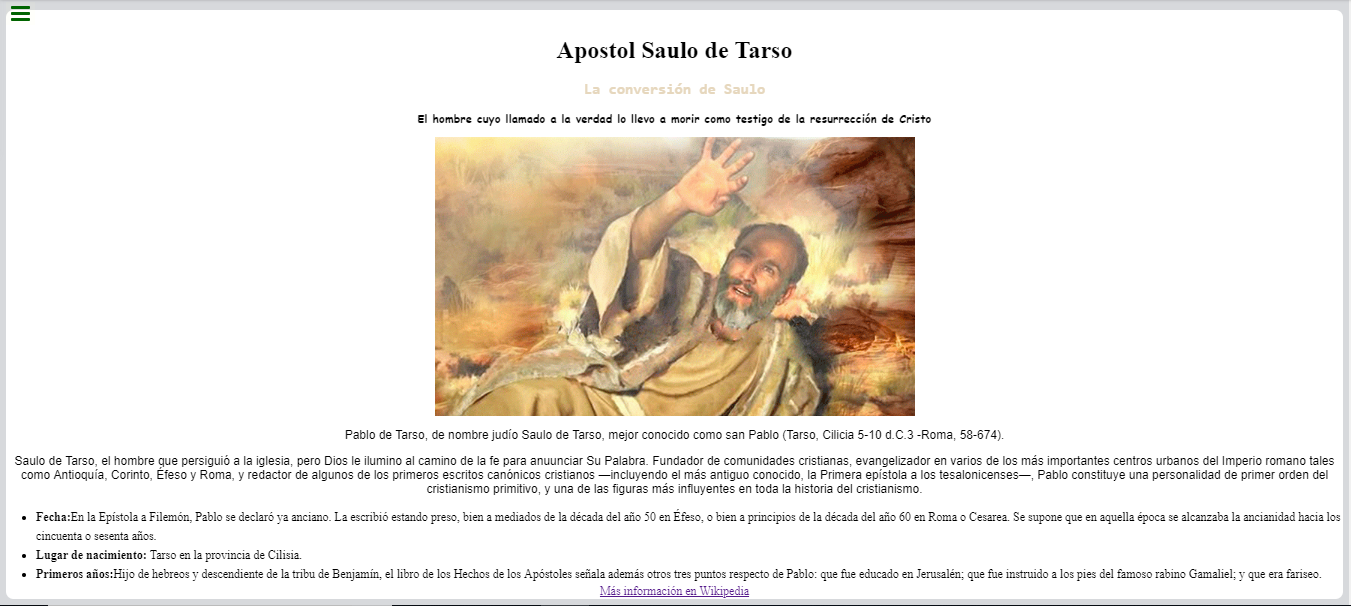 Apostol Saulo de Tarso
La conversión de Saulo
El hombre cuyo llamado a la verdad lo llevo a morir como testigo de la resurrección de Cristo
Pablo de Tarso, de nombre judío Saulo de Tarso, mejor conocido como san Pablo (Tarso, Cilicia 5-10 d.C.3 -Roma, 58-674).
Saulo de Tarso, el hombre que persiguió a la iglesia, pero Dios le ilumino al camino de la fe para anuunciar Su Palabra. Fundador de comunidades cristianas, evangelizador en varios de los más importantes centros urbanos del Imperio romano tales
como Antioquía, Corinto, Éfeso y Roma, y redactor de algunos de los primeros escritos canónicos cristianos —incluyendo el más antiguo conocido, la Primera epístola a los tesalonicenses—, Pablo constituye una personalidad de primer orden del
cristianismo primitivo, y una de las figuras más influyentes en toda la historia del cristianismo.
• Fecha:En la Epístola a Filemón, Pablo se declaró ya anciano. La escribió estando preso, bien a mediados de la década del año 50 en Éfeso, o bien a principios de la década del año 60 en Roma o Cesarea. Se supone que en aquella época se alcanzaba la ancianidad hacia los
cincuenta o sesenta años.
• Lugar de nacimiento: Tarso en la provincia de Cilisia.
• Primeros años:Hijo de hebreos y descendiente de la tribu de Benjamín, el libro de los Hechos de los Apóstoles señala además otros tres puntos respecto de Pablo: que fue educado en Jerusalén; que fue instruido a los pies del famoso rabino Gamaliel; y que era fariseo.
Más información en Wikipedia